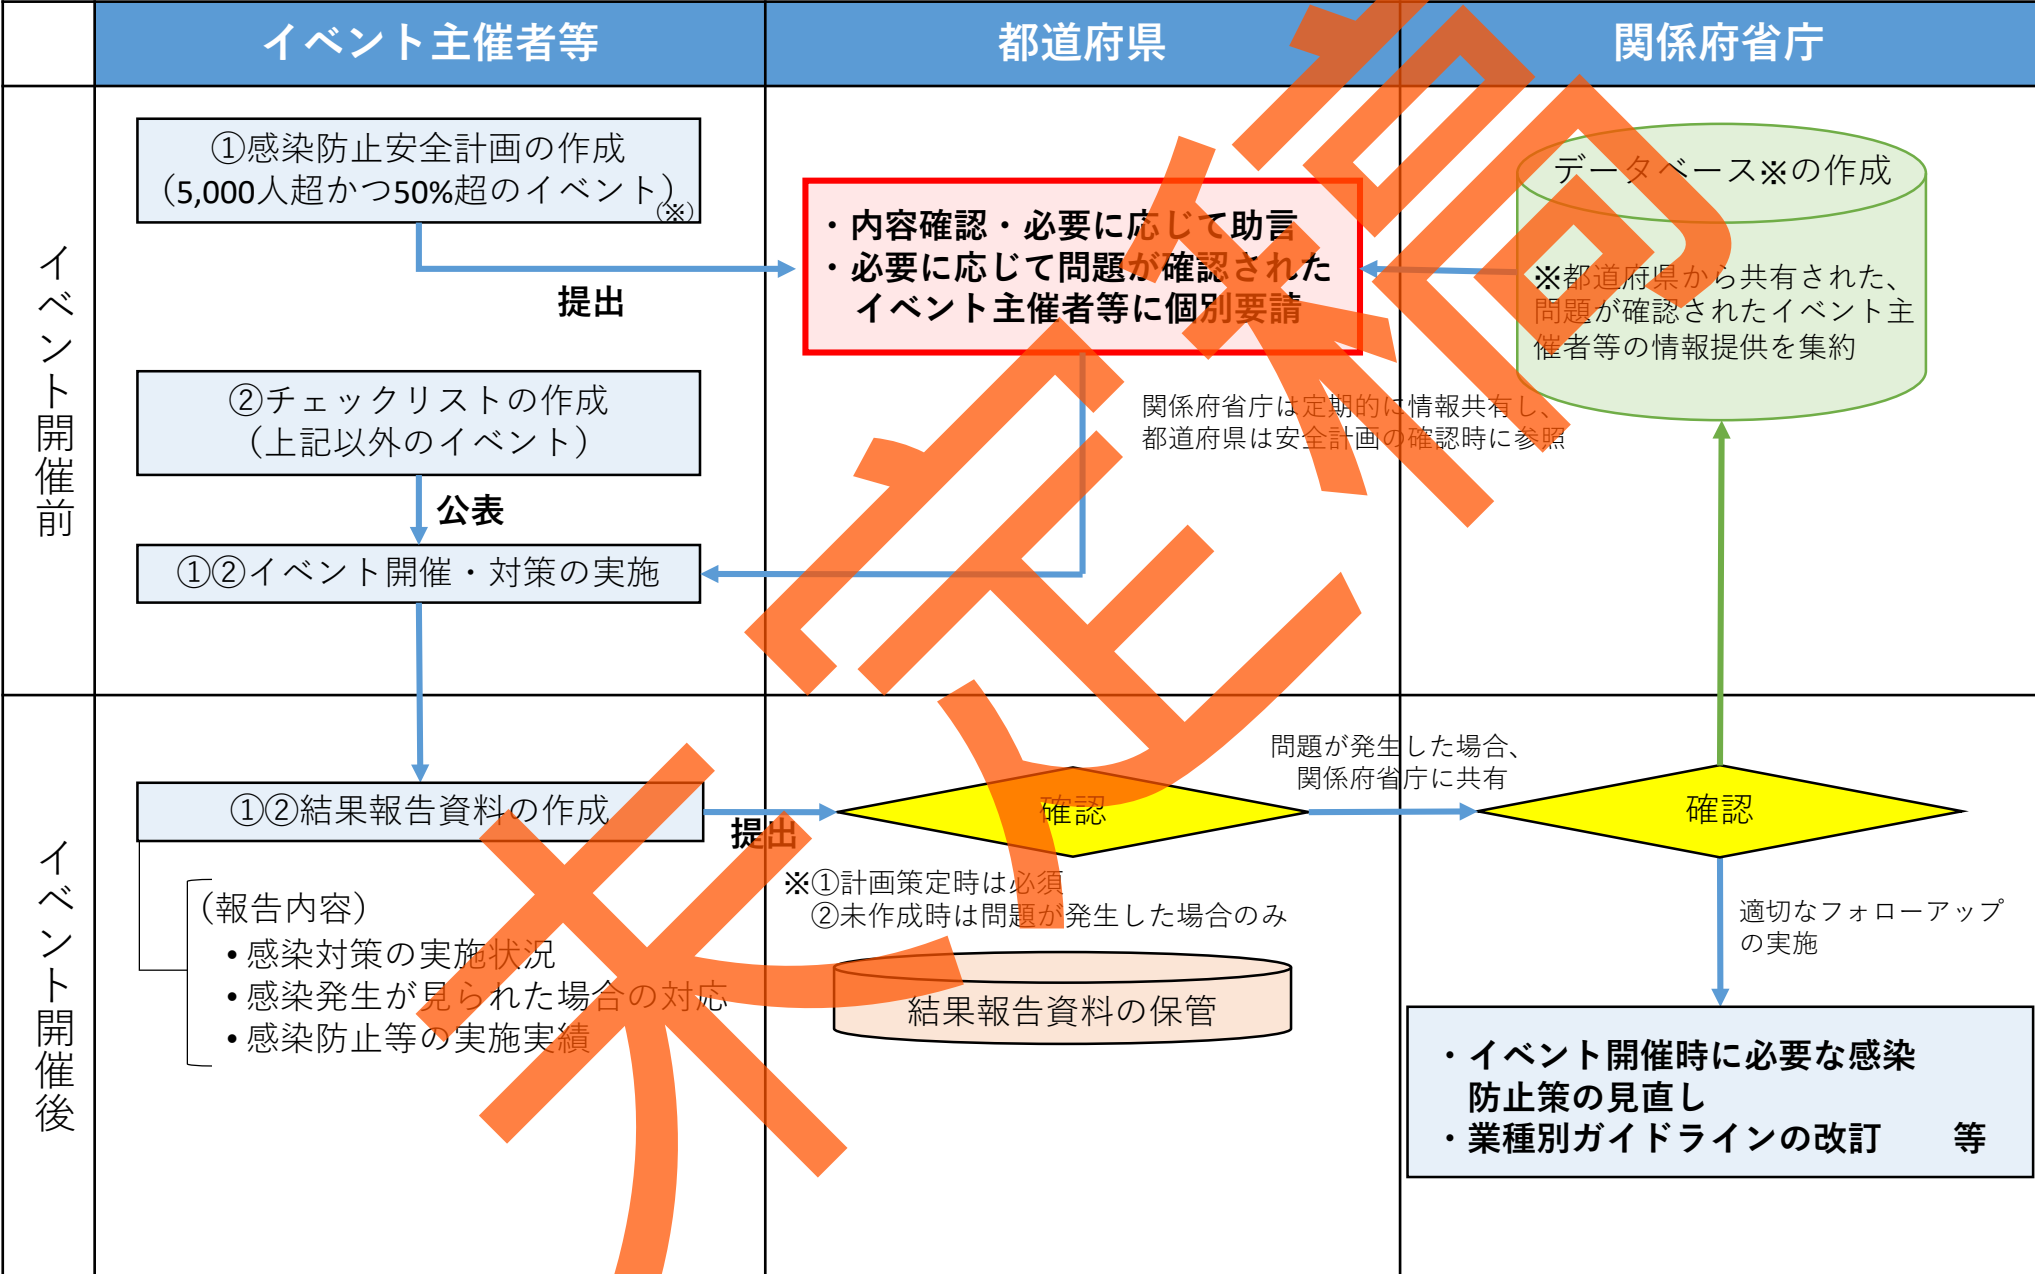 イベント主催者等
都道府県
関係府省庁
イベント開催前
①感染防止安全計画の作成
（5,000人超かつ50%超のイベント）
（※）
提出
・内容確認・必要に応じて助言
・必要に応じて問題が確認された
イベント主催者等に個別要請
データベース※の作成
※都道府県から共有された、
問題が確認されたイベント主
催者等の情報提供を集約
関係府省庁は定期的に情報共有し、
都道府県は安全計画の確認時に参照
②チェックリストの作成
（上記以外のイベント）
公表
①②イベント開催・対策の実施
イベント開催後
①②結果報告資料の作成
提出
確認
問題が発生した場合、
関係府省庁に共有
確認
（報告内容）
• 感染対策の実施状況
• 感染発生が見られた場合の対応
• 感染防止等の実施実績
※①計画策定時は必須
②未作成時は問題が発生した場合のみ
結果報告資料の保管
適切なフォローアップ
の実施
・イベント開催時に必要な感染
防止策の見直し
・業種別ガイドラインの改訂　　等
未定稿